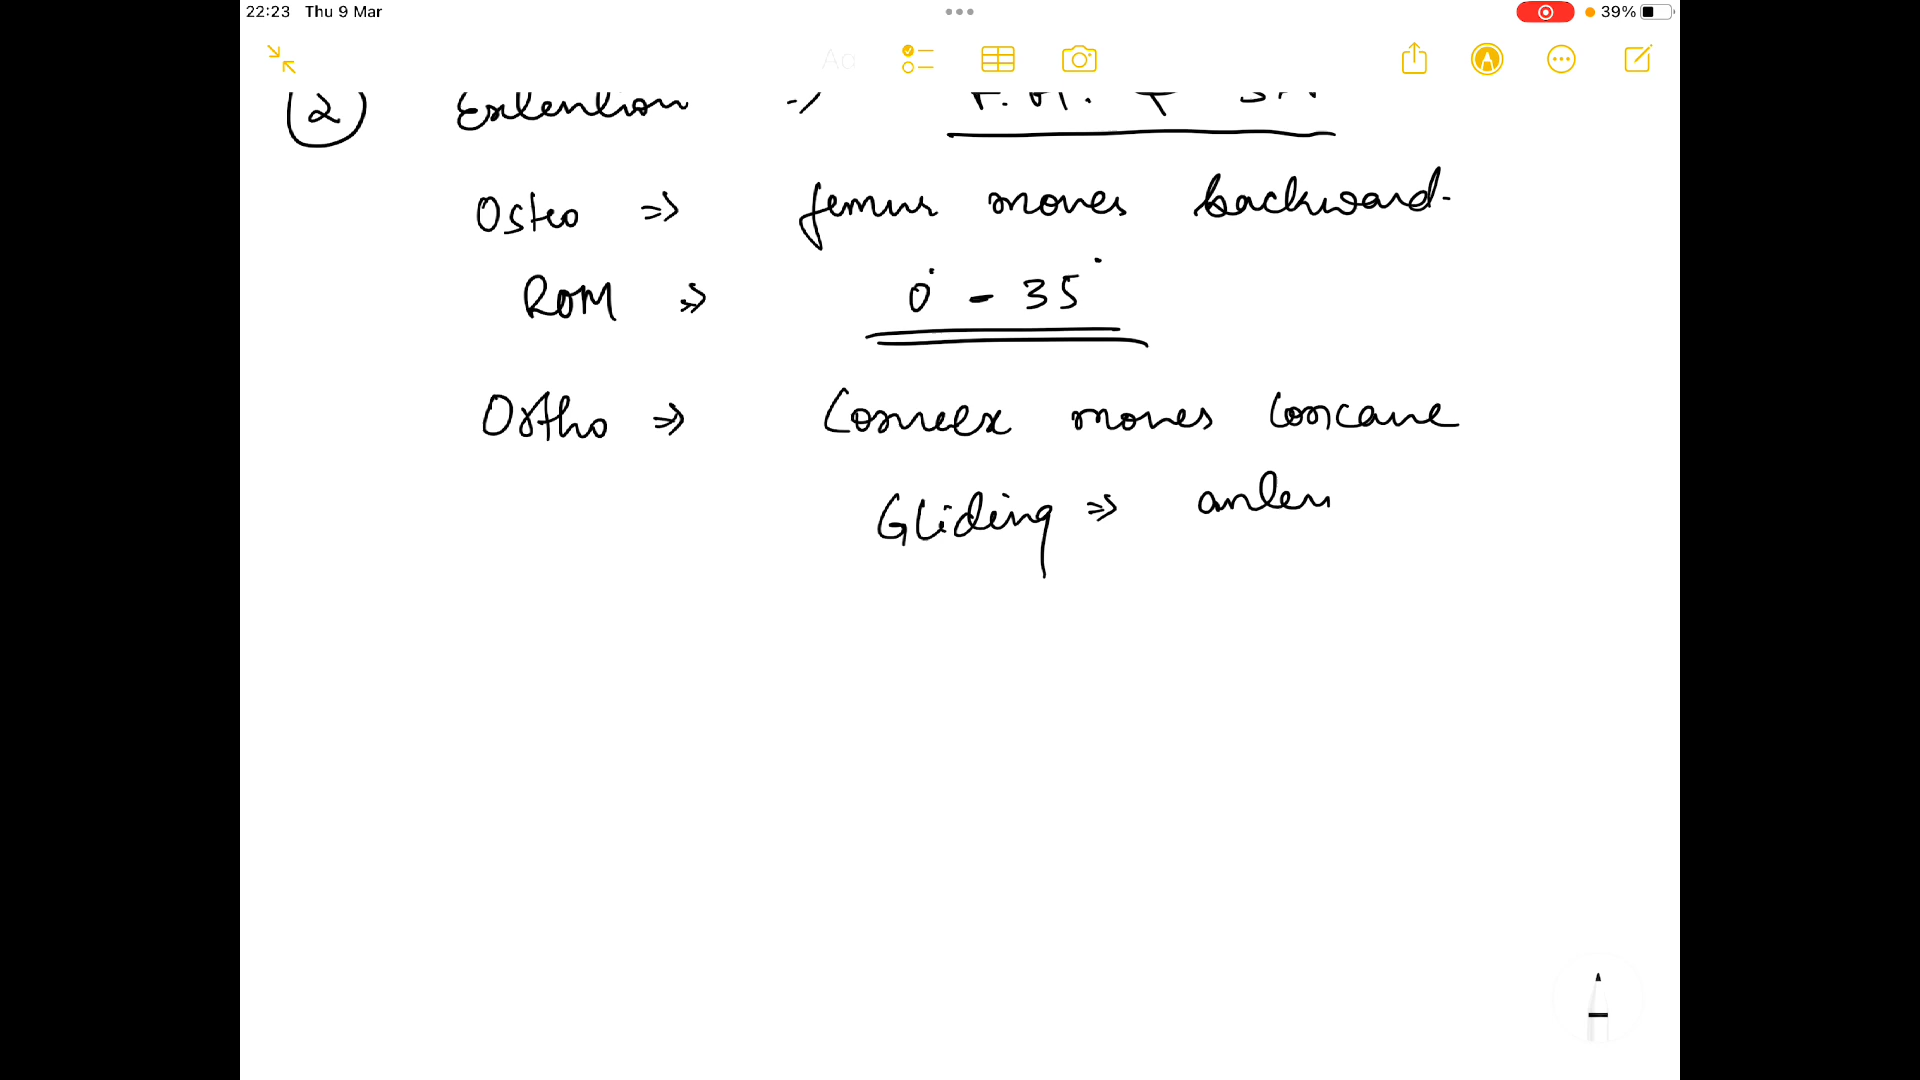 22:23 Thu 9 Mar
39%
Aa
(2) Extention
Osteo ⇒ femur moves backward.
ROM ⇒ 0° - 35°
Ortho ⇒ Convex moves concave
Gliding ⇒ anteri